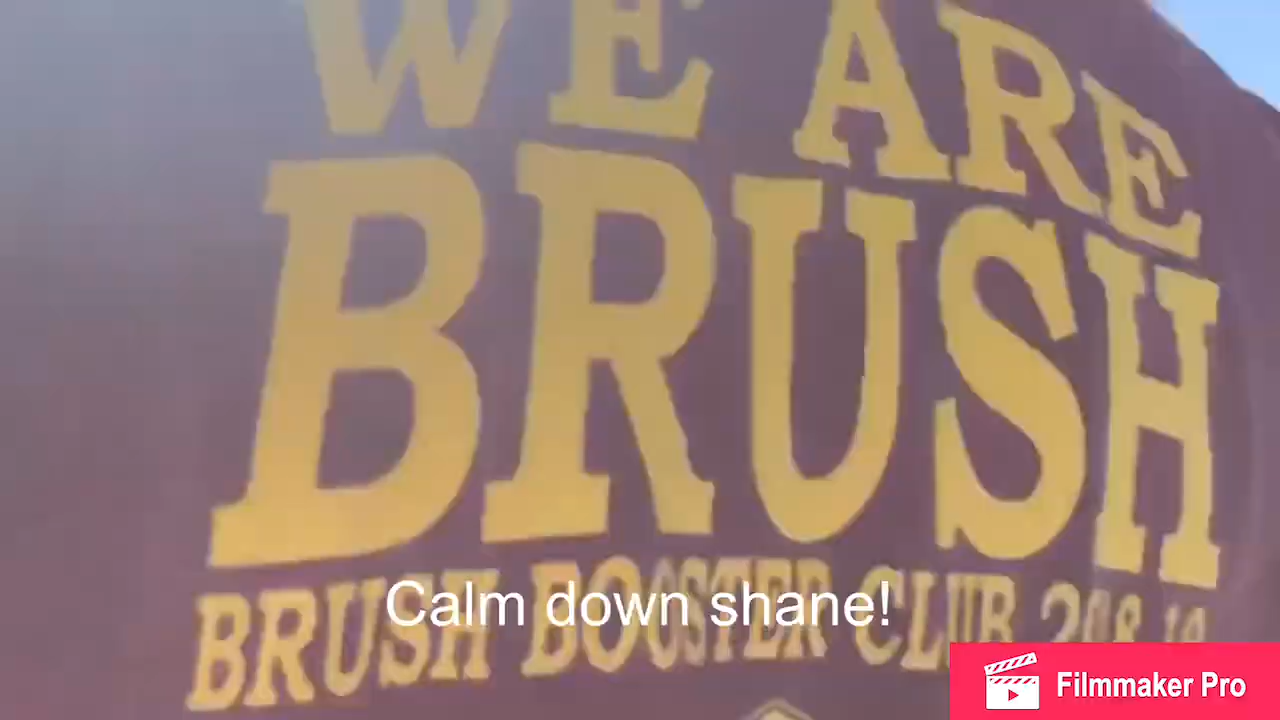 WE ARE
BRUSH
BRUSH BOOSTER CLUB
Calm down shane!
Filmmaker Pro